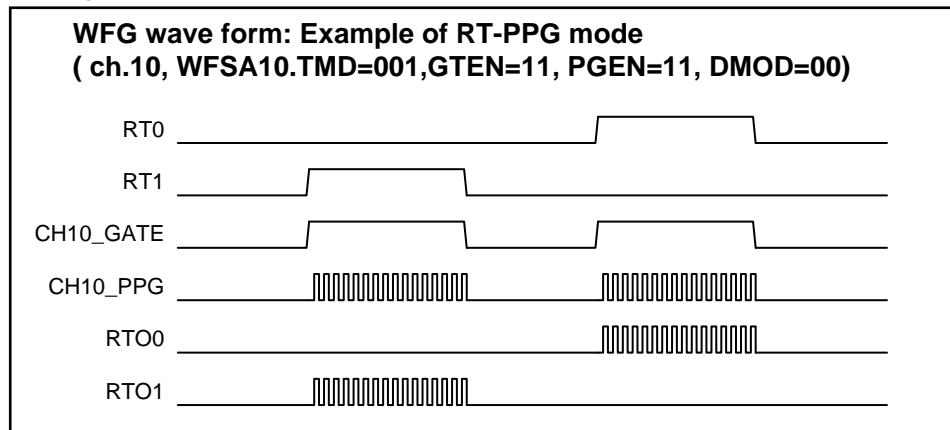 WFG wave form: Example of RT-PPG mode
( ch.10, WFSA10.TMD=001,GTEN=11, PGEN=11, DMOD=00)
RT0
RT1
CH10_GATE
CH10_PPG
RTO0
RTO1